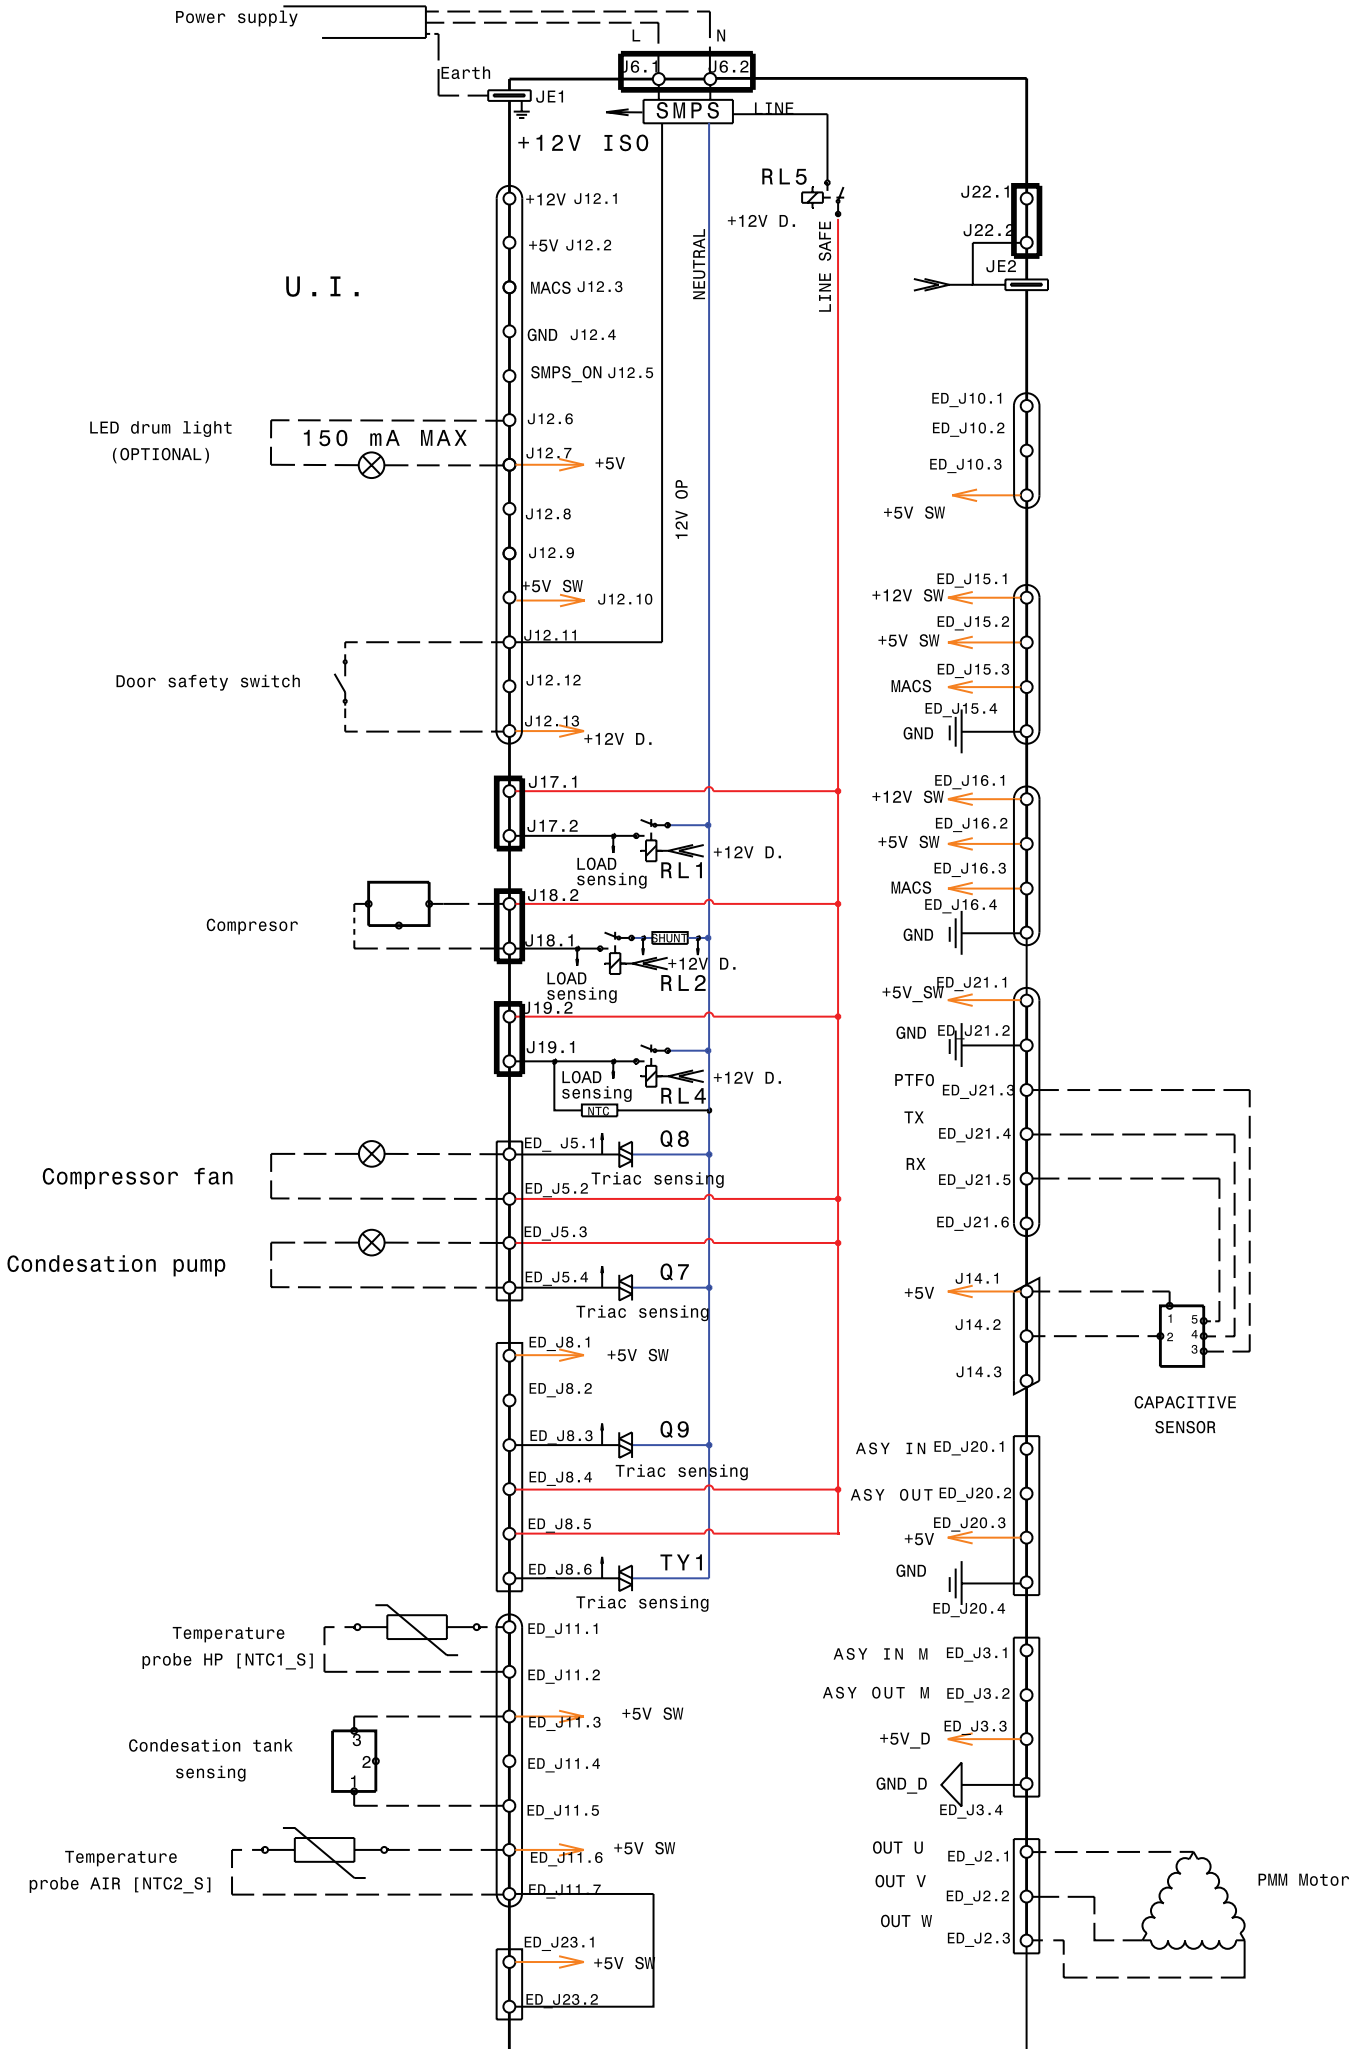 Power supply
L
N
J6.1
J6.2
Earth
JE1
SMPS
LINE
+12V ISO
RL5
+12V D.
LINE SAFE
NEUTRAL
12V OP
U.I.
+12V J12.1
+5V J12.2
MACS J12.3
GND J12.4
SMPS_ON J12.5
J12.6
LED drum light
(OPTIONAL)
150 mA MAX
J12.7
+5V
J12.8
J12.9
+5V SW
J12.10
J12.11
Door safety switch
J12.12
J12.13
+12V D.
J17.1
J17.2
LOAD
sensing
RL1
+12V D.
Compresor
J18.2
J18.1
SHUNT
LOAD
sensing
+12V D.
RL2
J19.2
J19.1
LOAD
sensing
RL4
+12V D.
NTC
Compressor fan
ED_ J5.1
Q8
Triac sensing
ED_J5.2
Condesation pump
ED_J5.3
ED_J5.4
Q7
Triac sensing
ED_J8.1
+5V SW
ED_J8.2
ED_J8.3
Q9
Triac sensing
ED_J8.4
ED_J8.5
ED_J8.6
TY1
Triac sensing
Temperature
probe HP [NTC1_S]
ED_J11.1
ED_J11.2
Condesation tank
sensing
3
2
1
+5V SW
ED_J11.3
ED_J11.4
ED_J11.5
Temperature
probe AIR [NTC2_S]
+5V SW
ED_J11.6
ED_J11.7
ED_J23.1
+5V SW
ED_J23.2
J22.1
J22.2
JE2
ED_J10.1
ED_J10.2
ED_J10.3
+5V SW
ED_J15.1
+12V SW
ED_J15.2
+5V SW
ED_J15.3
MACS
ED_J15.4
GND
ED_J16.1
+12V SW
ED_J16.2
+5V SW
ED_J16.3
MACS
ED_J16.4
GND
+5V_SW ED_J21.1
GND ED_J21.2
PTFO
ED_J21.3
TX
ED_J21.4
RX
ED_J21.5
ED_J21.6
J14.1
+5V
J14.2
J14.3
1
2
5
4
3
CAPACITIVE
SENSOR
ASY IN ED_J20.1
ASY OUT ED_J20.2
ED_J20.3
+5V
GND
ED_J20.4
ASY IN M ED_J3.1
ASY OUT M ED_J3.2
ED_J3.3
+5V_D
GND_D
ED_J3.4
OUT U
ED_J2.1
OUT V
ED_J2.2
OUT W
ED_J2.3
PMM Motor